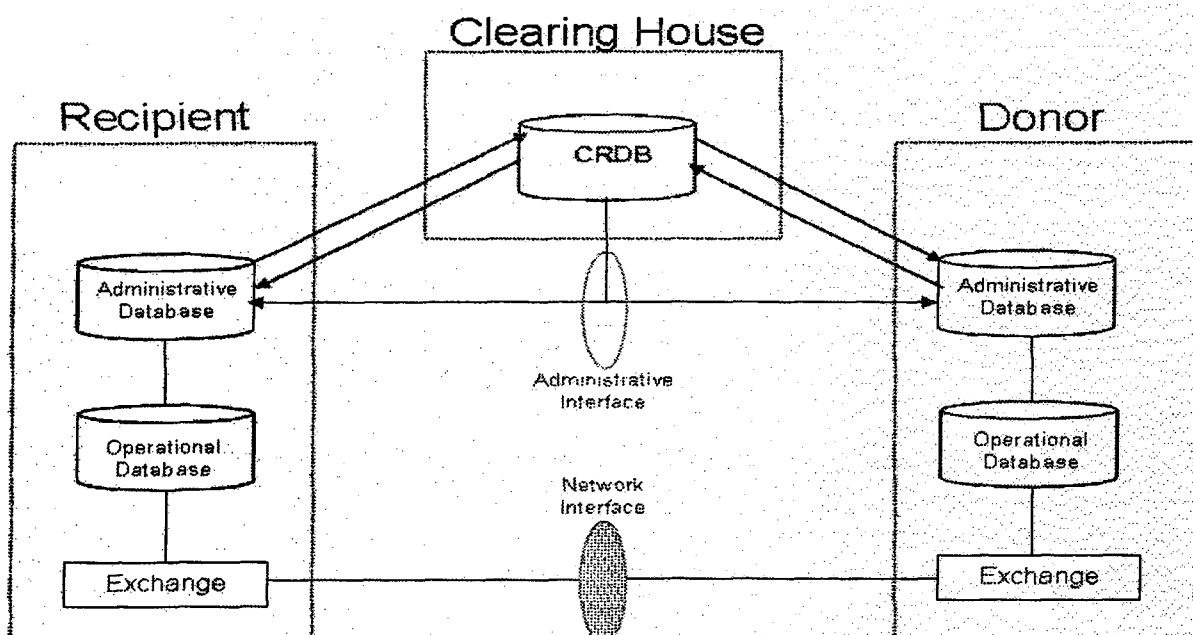 Clearing House
Recipient
Donor
CRDB
Administrative
Database
Administrative
Database
Administrative
Interface
Operational
Database
Operational
Database
Network
Interface
Exchange
Exchange